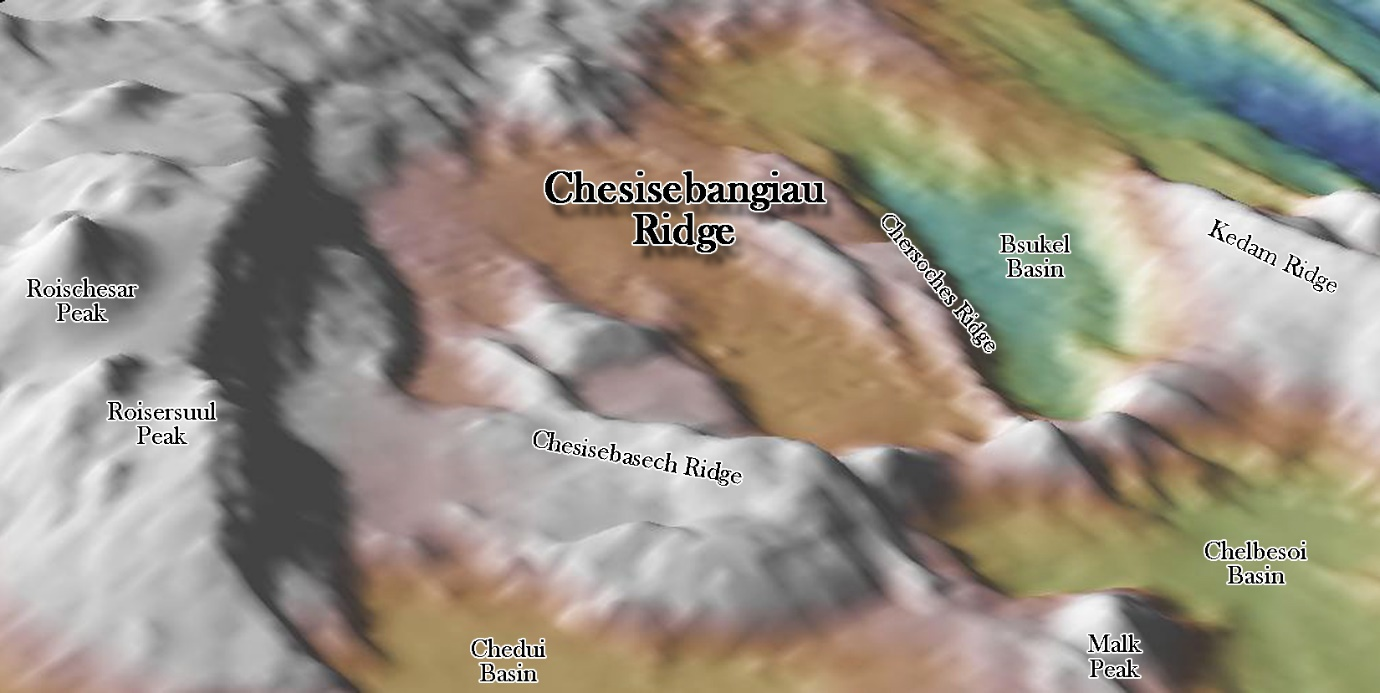 Chesisebangiau
Ridge
Chersoches Ridge
Bsukel
Basin
Kedam Ridge
Roischesar
Peak
Roisersuul
Peak
Chesisebasech Ridge
Chelbesoi
Basin
Chedui
Basin
Malk
Peak